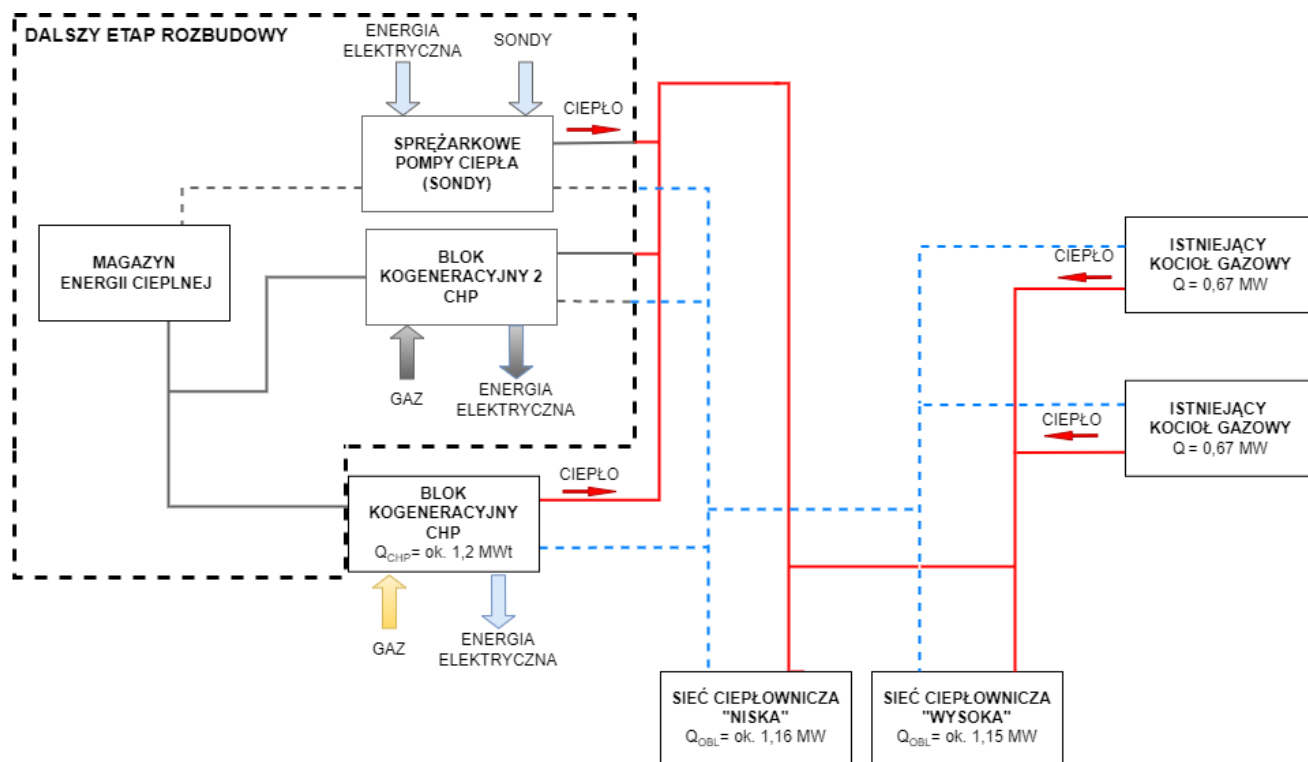 DALSZY ETAP ROZBUDOWY
ENERGIA
ELEKTRYCZNA
SONDY
CIEPŁO
SPRĘŻARKOWE
POMPY CIEPŁA
(SONDY)
MAGAZYN
ENERGII CIEPLNEJ
BLOK
KOGENERACYJNY 2
CHP
GAZ
ENERGIA
ELEKTRYCZNA
CIEPŁO
BLOK
KOGENERACYJNY
CHP
QCHP= ok. 1,2 MWt
GAZ
ENERGIA
ELEKTRYCZNA
CIEPŁO
ISTNIEJĄCY
KOCIOŁ GAZOWY
Q = 0,67 MW
CIEPŁO
ISTNIEJĄCY
KOCIOŁ GAZOWY
Q = 0,67 MW
SIEĆ CIEPŁOWNICZA
"NISKA"
QOBL= ok. 1,16 MW
SIEĆ CIEPŁOWNICZA
"WYSOKA"
QOBL= ok. 1,15 MW